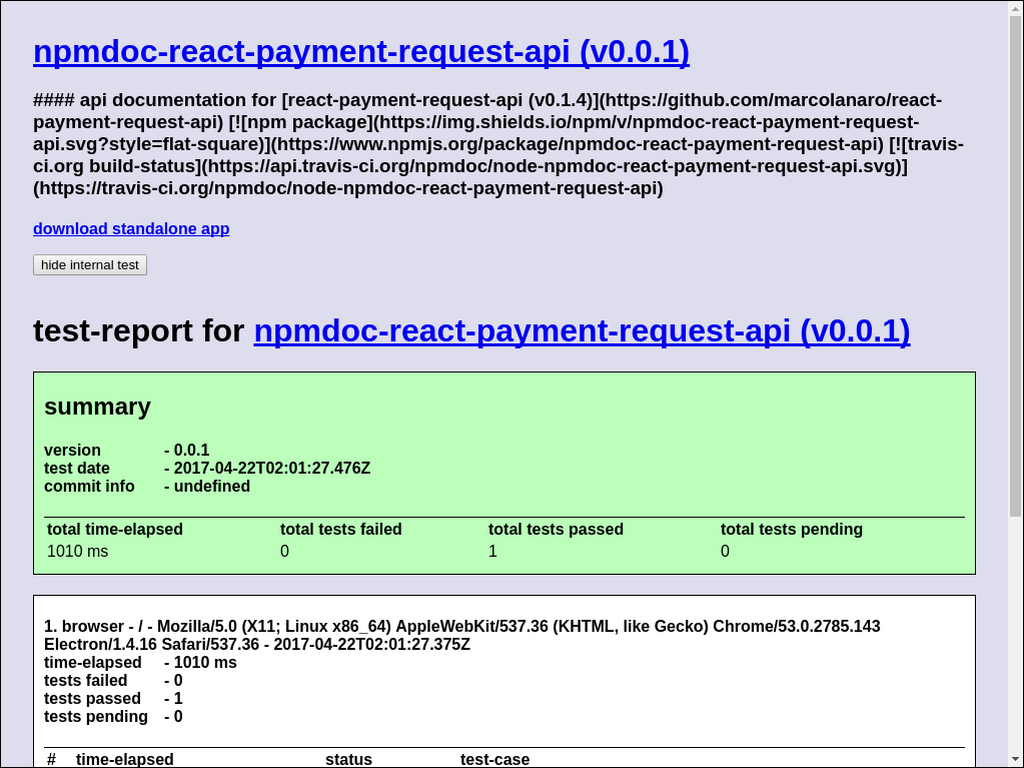 npmdoc-react-payment-request-api (v0.0.1)
#### api documentation for [react-payment-request-api (v0.1.4)](https://github.com/marcolanaro/react-
payment-request-api) [![npm package](https://img.shields.io/npm/v/npmdoc-react-payment-request-
api.svg?style=flat-square)](https://www.npmjs.org/package/npmdoc-react-payment-request-api) [![travis-
ci.org build-status](https://api.travis-ci.org/npmdoc/node-npmdoc-react-payment-request-api.svg)]
(https://travis-ci.org/npmdoc/node-npmdoc-react-payment-request-api)
download standalone app
hide internal test
test-report for npmdoc-react-payment-request-api (v0.0.1)
summary
version - 0.0.1
test date - 2017-04-22T02:01:27.476Z
commit info - undefined
total time-elapsed total tests failed total tests passed total tests pending
1010 ms 0 1 0
1. browser - / - Mozilla/5.0 (X11; Linux x86_64) AppleWebKit/537.36 (KHTML, like Gecko) Chrome/53.0.2785.143
Electron/1.4.16 Safari/537.36 - 2017-04-22T02:01:27.375Z
time-elapsed - 1010 ms
tests failed - 0
tests passed - 1
tests pending - 0
# time-elapsed status test-case